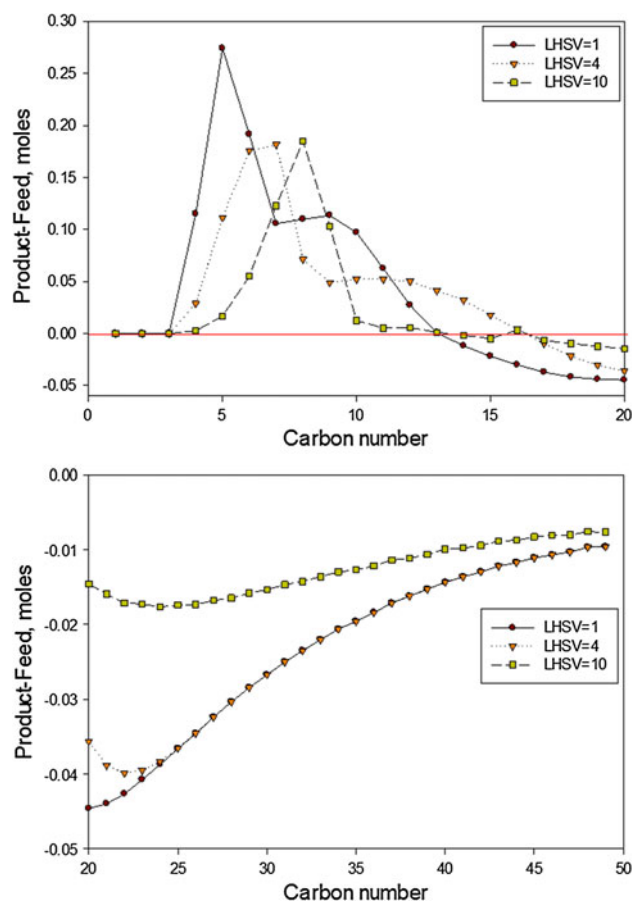 0.30
0.25
0.20
0.15
0.10
0.05
0.00
-0.05
Product-Feed, moles
LHSV=1
LHSV=4
LHSV=10
0 5 10 15 20
Carbon number
0.00
-0.01
-0.02
-0.03
-0.04
-0.05
Product-Feed, moles
LHSV=1
LHSV=4
LHSV=10
20 25 30 35 40 45 50
Carbon number